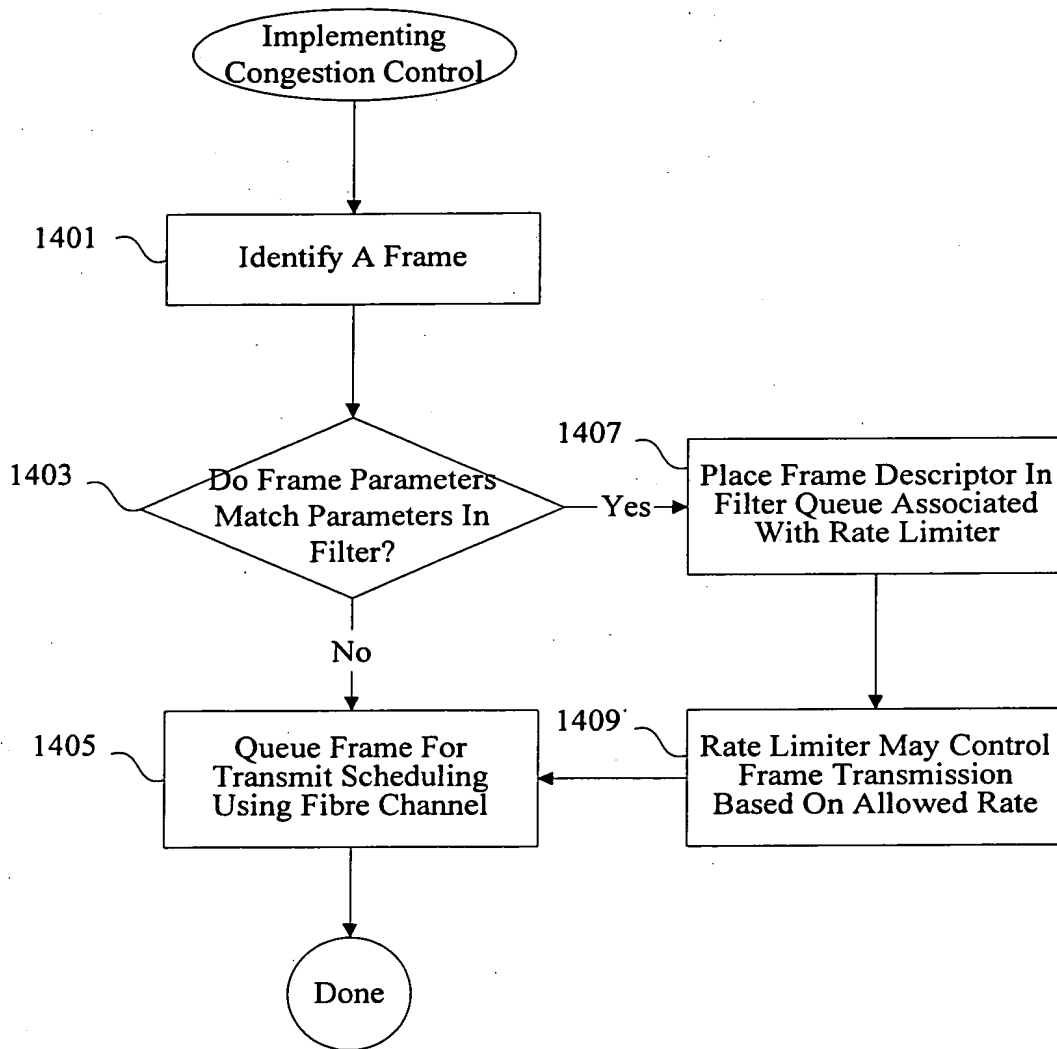 Implementing
Congestion Control
1401
Identify A Frame
1403
Do Frame Parameters
Match Parameters In
Filter?
Yes
1407
Place Frame Descriptor In
Filter Queue Associated
With Rate Limiter
No
1405
Queue Frame For
Transmit Scheduling
Using Fibre Channel
1409
Rate Limiter May Control
Frame Transmission
Based On Allowed Rate
Done